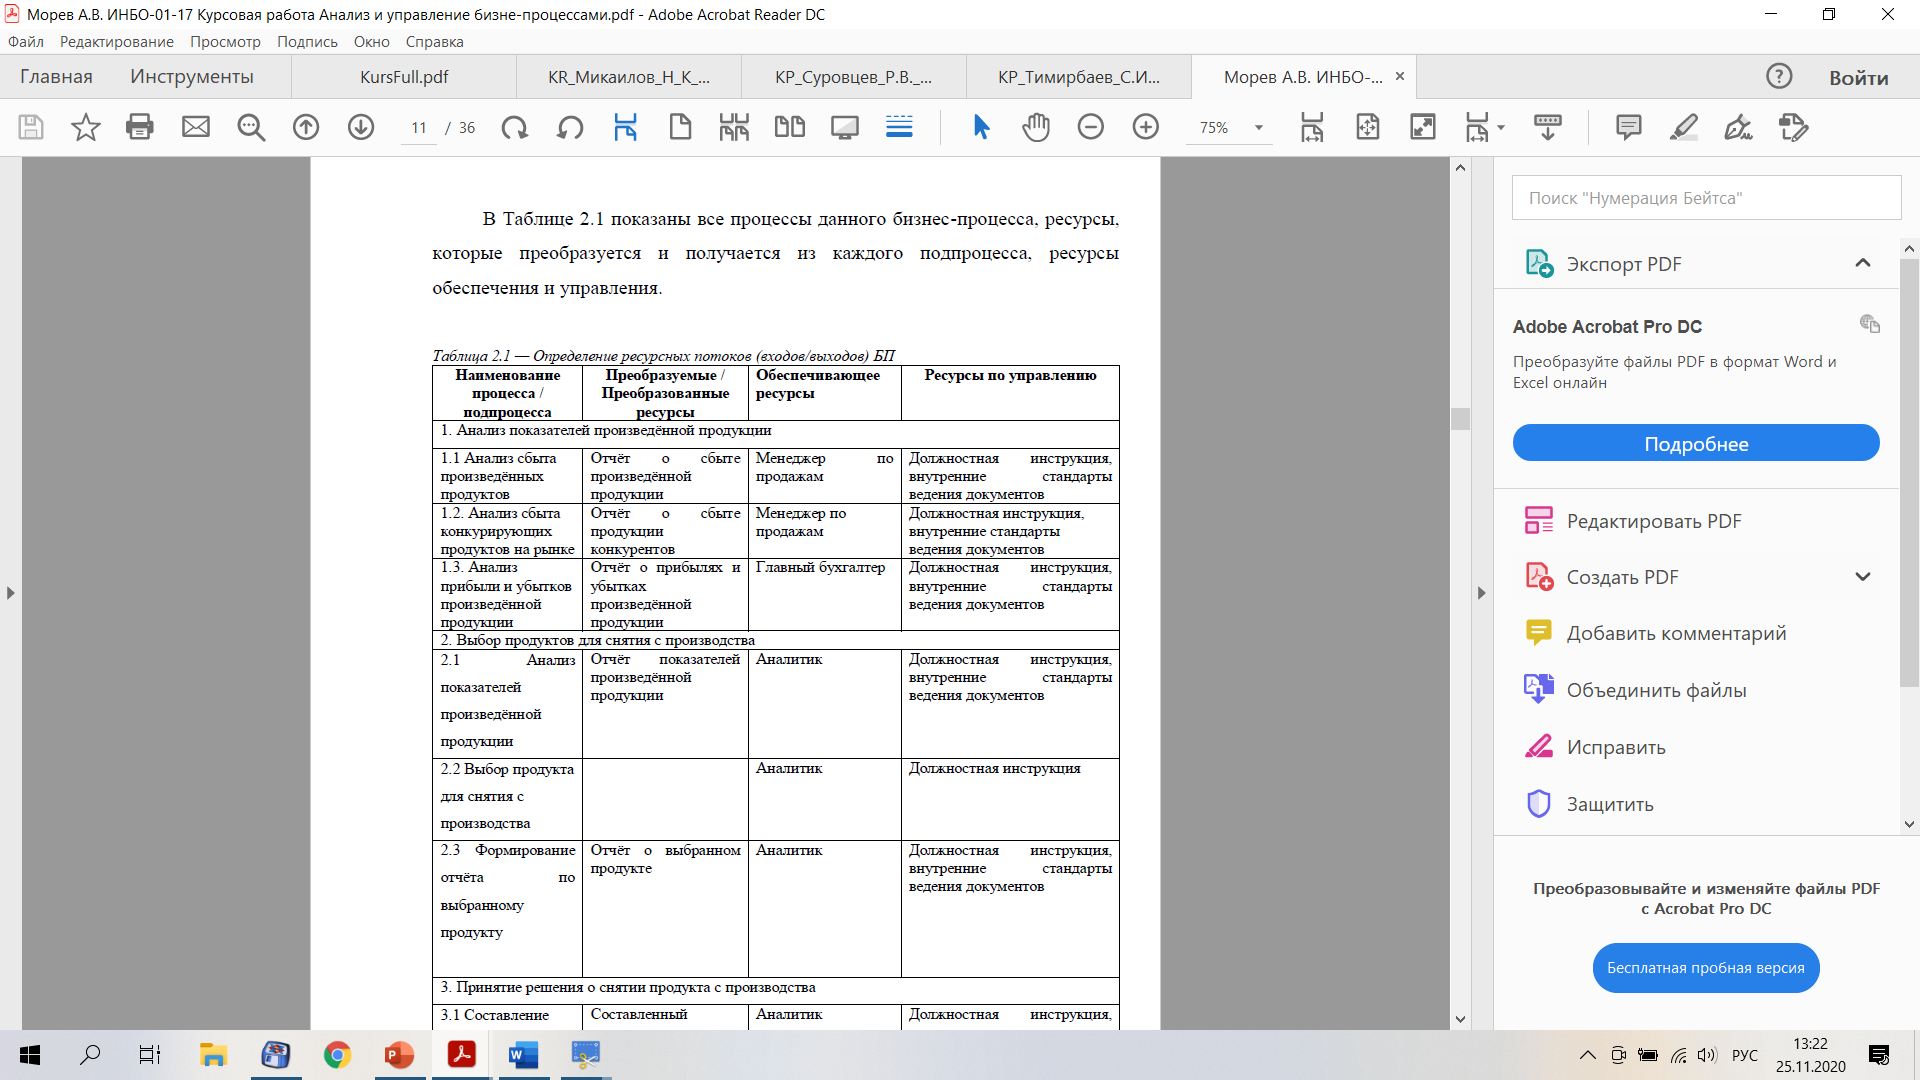 Морев А.В. ИНБО-01-17 Курсовая работа Анализ и управление бизне-процессами.pdf - Adobe Acrobat Reader DC
Файл Редактирование Просмотр Подпись Окно Справка
Главная Инструменты KursFull.pdf KR_Микаилов_Н_К_... КР_Суровцев_Р.В._... КР_Тимирбаев_С.И... Морев А.В. ИНБО-... Войти
11 / 36 75%
В Таблице 2.1 показаны все процессы данного бизнес-процесса, ресурсы,
которые преобразуется и получается из каждого подпроцесса, ресурсы
обеспечения и управления.
Таблица 2.1 — Определение ресурсных потоков (входов/выходов) БП
Наименование
процесса /
подпроцесса
Преобразуемые /
Преобразованные
ресурсы
Обеспечивающее
ресурсы
Ресурсы по управлению
1. Анализ показателей произведённой продукции
1.1 Анализ сбыта
произведённых
продуктов
Отчёт о сбыте
произведённой
продукции
Менеджер по
продажам
Должностная инструкция,
внутренние стандарты
ведения документов
1.2. Анализ сбыта
конкурирующих
продуктов на рынке
Отчёт о сбыте
продукции
конкурентов
Менеджер по
продажам
Должностная инструкция,
внутренние стандарты
ведения документов
1.3. Анализ
прибыли и убытков
произведённой
продукции
Отчёт о прибылях и
убытках
произведённой
продукции
Главный бухгалтер
Должностная инструкция,
внутренние стандарты
ведения документов
2. Выбор продуктов для снятия с производства
2.1 Анализ
показателей
произведённой
продукции
Отчёт показателей
произведённой
продукции
Аналитик
Должностная инструкция,
внутренние стандарты
ведения документов
2.2 Выбор продукта
для снятия с
производства
Аналитик
Должностная инструкция
2.3 Формирование
отчёта по
выбранному
продукту
Отчёт о выбранном
продукте
Аналитик
Должностная инструкция,
внутренние стандарты
ведения документов
3. Принятие решения о снятии продукта с производства
3.1 Составление
Составленный
Аналитик
Должностная инструкция,
Поиск "Нумерация Бейтса"
Экспорт PDF
Adobe Acrobat Pro DC
Преобразуйте файлы PDF в формат Word и
Excel онлайн
Подробнее
Редактировать PDF
Создать PDF
Добавить комментарий
Объединить файлы
Исправить
Защитить
Преобразовывайте и изменяйте файлы PDF
с Acrobat Pro DC
Бесплатная пробная версия
РУС
13:22
25.11.2020